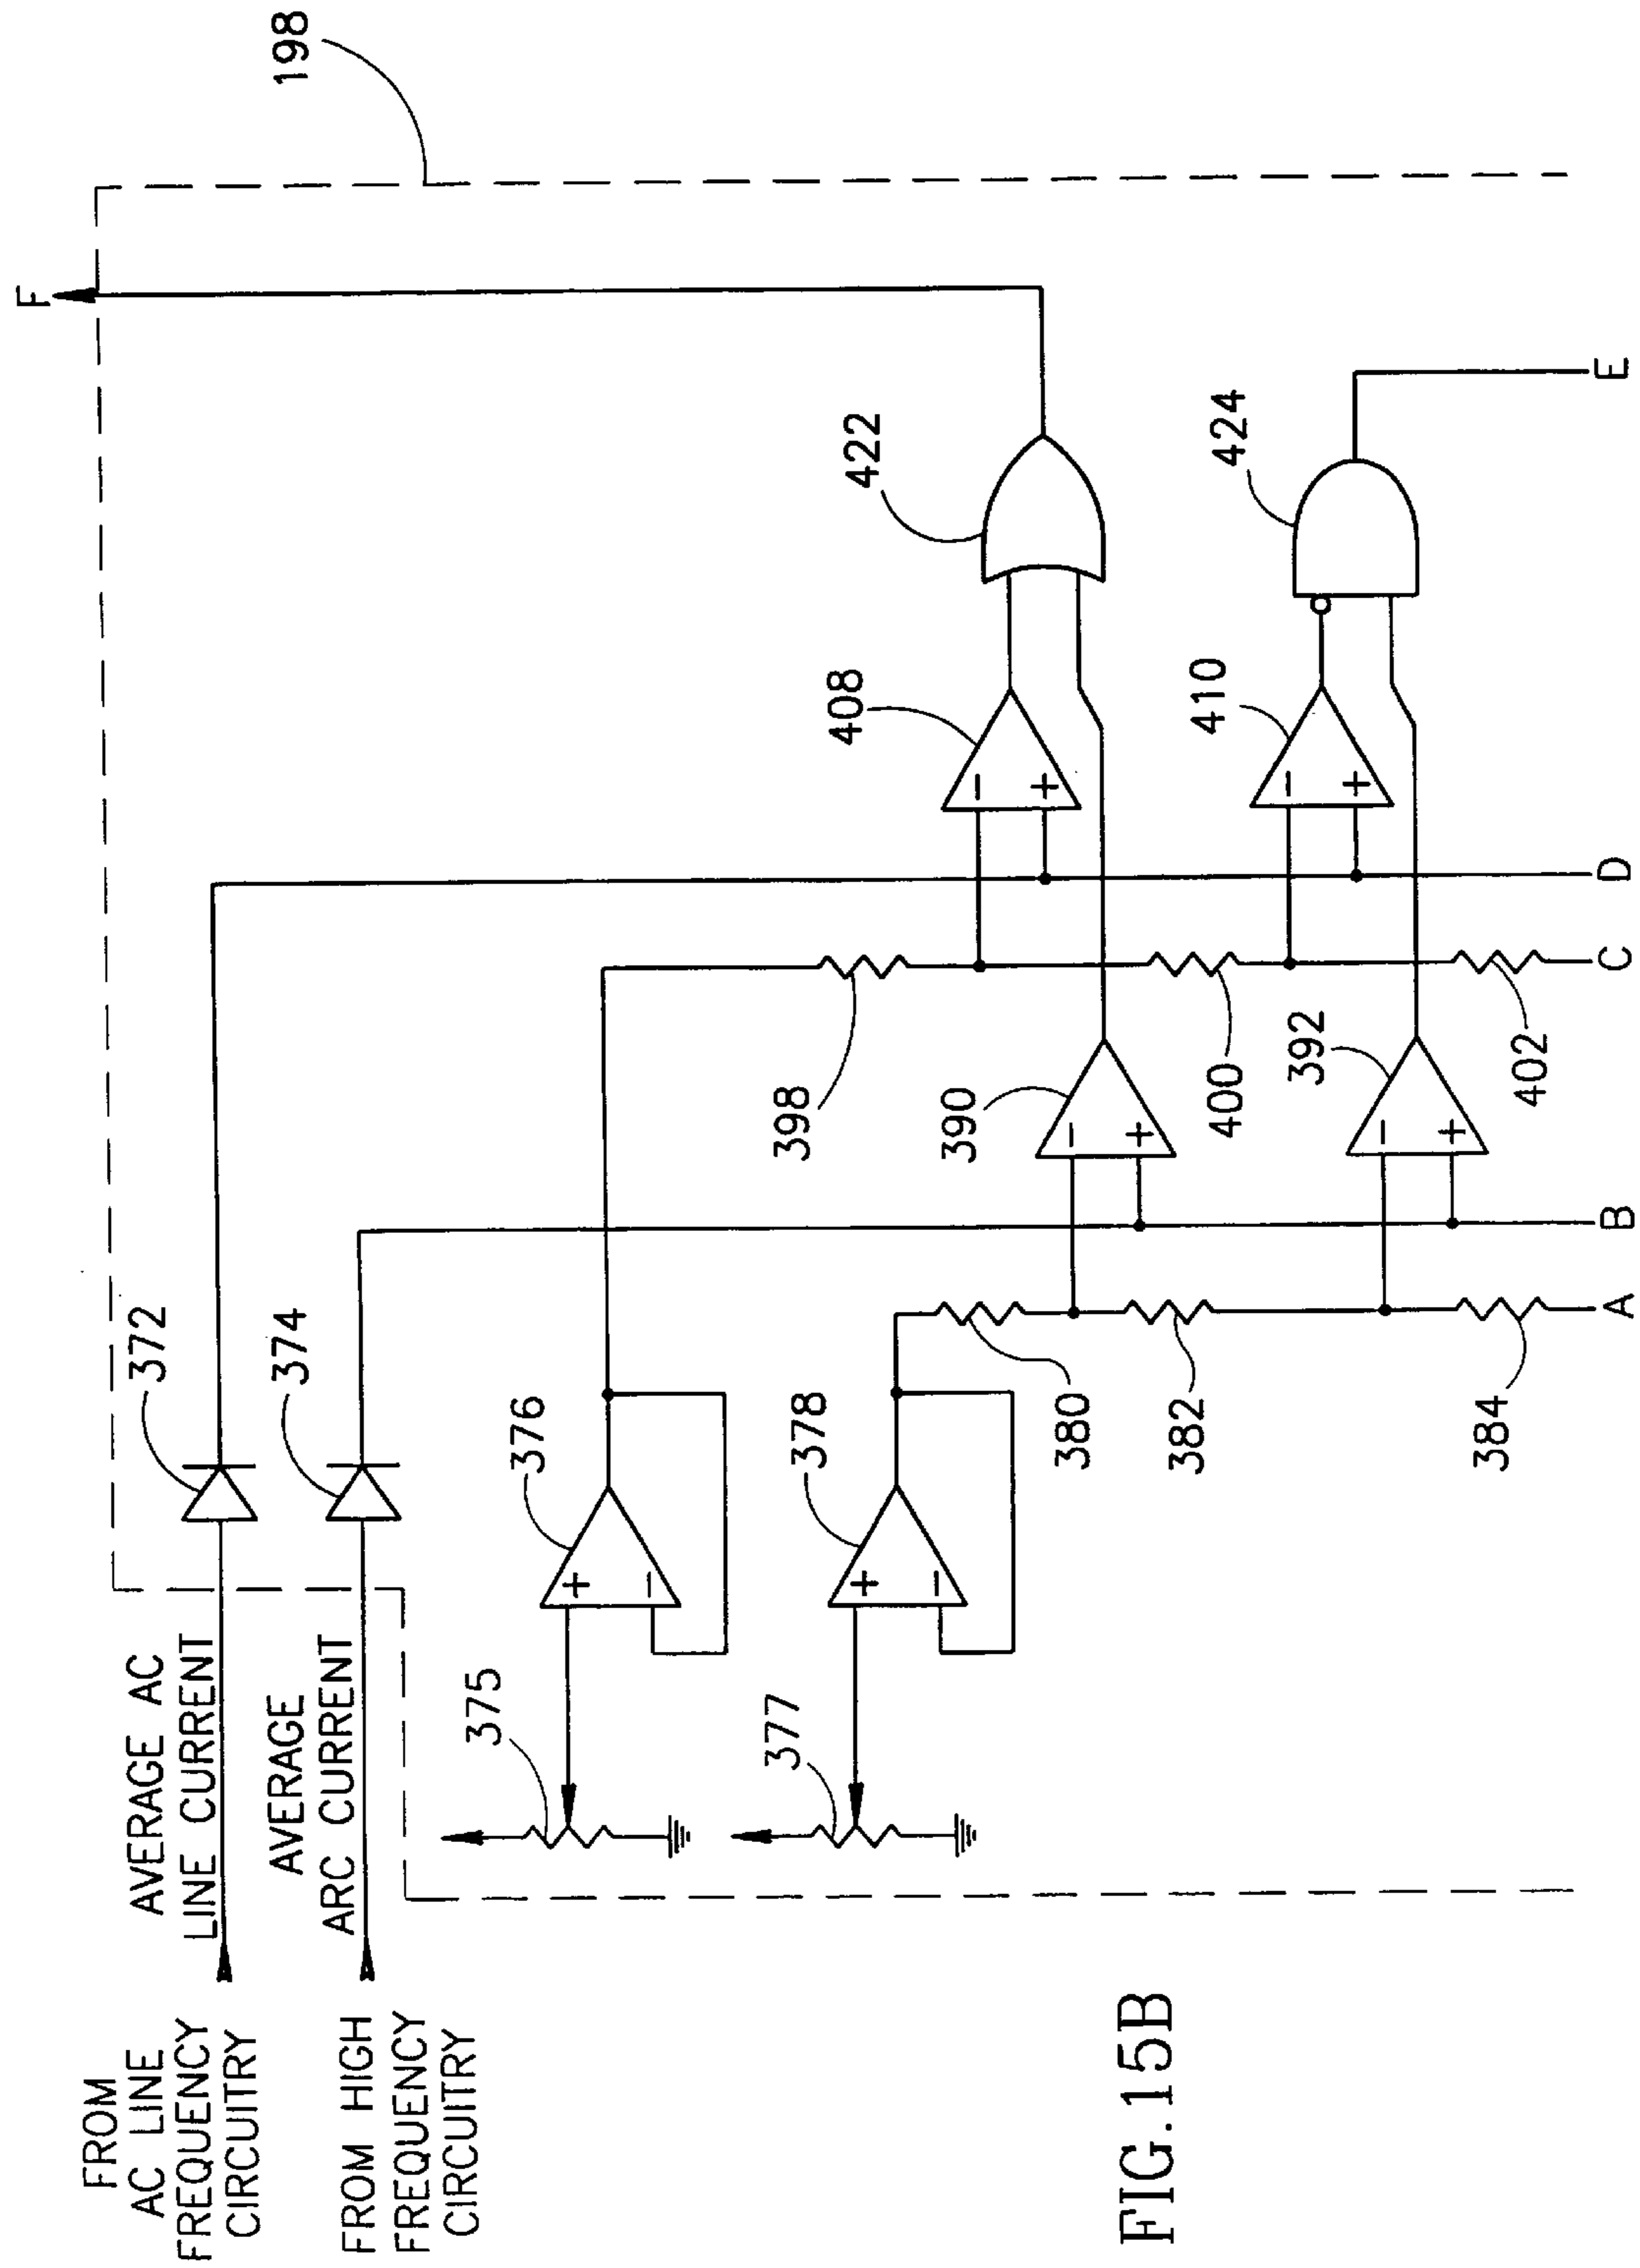 FROM
AC LINE
FREQUENCY
CIRCUITRY
AVERAGE AC
LINE CURRENT
FROM HIGH
FREQUENCY
CIRCUITRY
AVERAGE
ARC CURRENT
372
374
198
F
375
376
377
378
380
382
384
398
390
400
392
402
408
410
422
424
+
−
+
−
−
+
−
+
−
+
−
+
A
B
C
D
E
FIG.15B